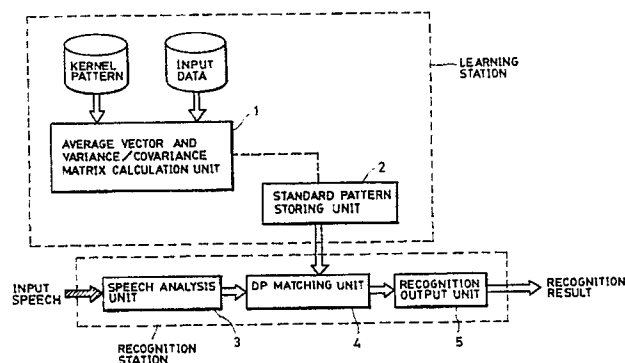 KERNEL
PATTERN
INPUT
DATA
LEARNING
STATION
1
AVERAGE VECTOR AND
VARIANCE/COVARIANCE
MATRIX CALCULATION UNIT
2
STANDARD PATTERN
STORING UNIT
INPUT
SPEECH
SPEECH ANALYSIS
UNIT
DP MATCHING UNIT
RECOGNITION
OUTPUT UNIT
RECOGNITION
RESULT
3
4
5
RECOGNITION
STATION